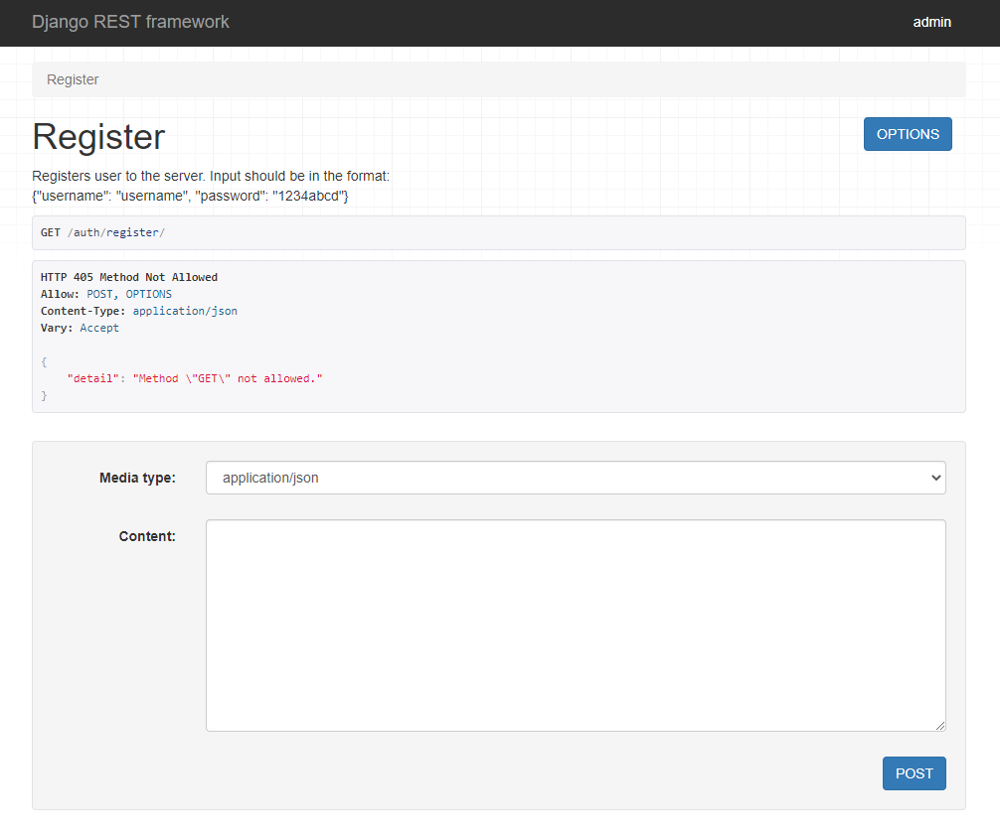 Django REST framework
admin
Register
Register
OPTIONS
Registers user to the server. Input should be in the format:
{"username": "username", "password": "1234abcd"}
GET /auth/register/
HTTP 405 Method Not Allowed
Allow: POST, OPTIONS
Content-Type: application/json
Vary: Accept
{
"detail": "Method \"GET\" not allowed."
}
Media type:
application/json
Content:
POST